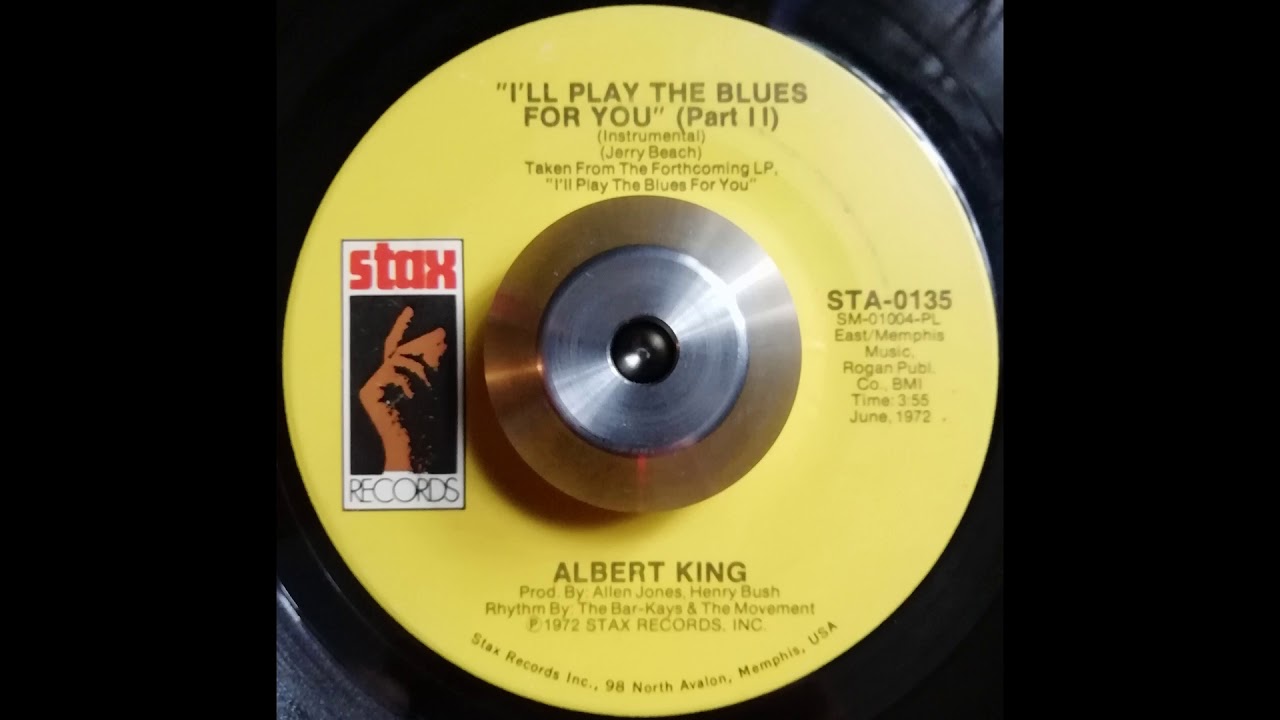 "I'LL PLAY THE BLUES
FOR YOU" (Part II)
(Instrumental)
(Jerry Beach)
Taken From The Forthcoming LP,
"I'll Play The Blues For You"
stax
RECORDS
STA-0135
SM-01004-PL
East/Memphis
Music,
Rogan Publ.
Co., BMI
Time: 3:55
June, 1972
ALBERT KING
Prod. By: Allen Jones, Henry Bush
Rhythm By: The Bar-Kays & The Movement
℗1972 STAX RECORDS, INC.
Stax Records Inc., 98 North Avalon, Memphis, USA